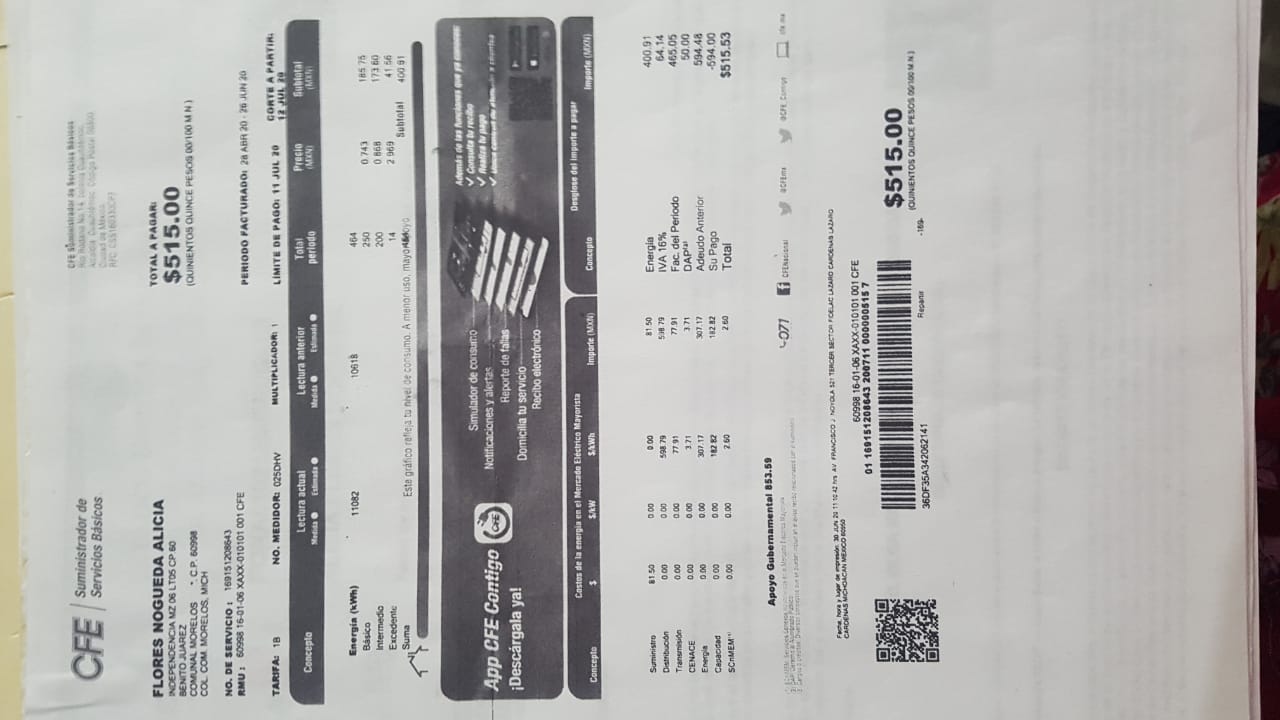 CFE
Suministrador de
Servicios Básicos
CFE Suministrador de Servicios Básicos
Ciudad de México
FLORES NOGUEDA ALICIA
INDEPENDENCIA MZ 06 LT05 CP 60
BENITO JUAREZ
COMUNAL MORELOS C.P. 60998
COL. COM. MORELOS, MICH
NO. DE SERVICIO : 169151208643
RMU : 60998 16-01-06 XAXX-010101 001 CFE
TOTAL A PAGAR:
$515.00
(QUINIENTOS QUINCE PESOS 00/100 M.N.)
PERIODO FACTURADO: 28 ABR 20 - 26 JUN 20
TARIFA: 1B NO. MEDIDOR: 025DHV MULTIPLICADOR: 1 LÍMITE DE PAGO: 11 JUL 20 CORTE A PARTIR:
12 JUL 20
Concepto Lectura actual Lectura anterior Total periodo Precio (MXN) Subtotal (MXN)
Medida Estimada Medida Estimada
Energía (kWh) 11082 10618 464
Básico 250 0.743 185.75
Intermedio 200 0.868 173.60
Excedente 14 2.969 41.56
Suma Subtotal 400.91
Este gráfico refleja tu nivel de consumo. A menor uso, mayor apoyo
App CFE Contigo
¡Descárgala ya!
CFE
Simulador de consumo
Notificaciones y alertas
Reporte de fallas
Domicilia tu servicio
Recibo electrónico
Además de las funciones que ya conoces
Consulta tu recibo
Realiza tu pago
Costos de la energía en el Mercado Eléctrico Mayorista
Concepto $ $/kW $/kWh Importe (MXN)
Suministro 81.50 0.00 0.00 81.50
Distribución 0.00 0.00 598.79 598.79
Transmisión 0.00 0.00 77.91 77.91
CENACE 0.00 0.00 3.71 3.71
Energía 0.00 0.00 307.17 307.17
Capacidad 0.00 0.00 182.82 182.82
SCnMEM 0.00 0.00 2.60 2.60
Desglose del importe a pagar
Concepto Importe (MXN)
Energía 400.91
IVA 16% 64.14
Fac. del Periodo 465.05
DAP 50.00
Adeudo Anterior 594.48
Su Pago -594.00
Total $515.53
Apoyo Gubernamental 853.59
071 CFENacional @CFEmx @CFE_Contigo cfe.mx
Fecha, hora y lugar de impresión: 30 JUN 20 11:10:42 hrs. AV. FRANCISCO J. NOYOLA 521 TERCER SECTOR FIDELAC LAZARO CARDENAS LAZARO
CARDENAS MICHOACAN MEXICO 60950
60998 16-01-06 XAXX-010101 001 CFE
01 169151208643 200711 000000515 7
36DF35A342062141
Repartir -169-
$515.00
(QUINIENTOS QUINCE PESOS 00/100 M.N.)